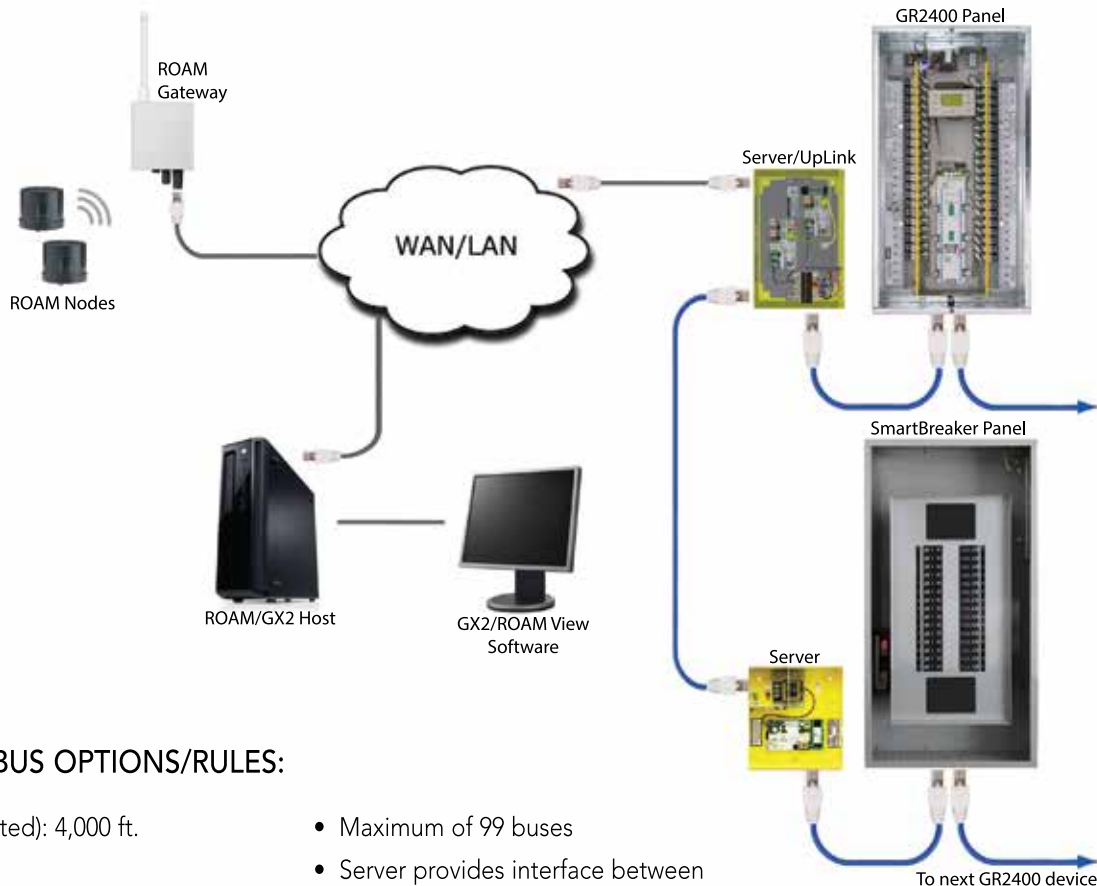 GR2400 Panel
ROAM
Gateway
Server/UpLink
WAN/LAN
ROAM Nodes
SmartBreaker Panel
ROAM/GX2 Host
GX2/ROAM View
Software
Server
BUS OPTIONS/RULES:
ted): 4,000 ft.
• Maximum of 99 buses
• Server provides interface between
To next GR2400 device